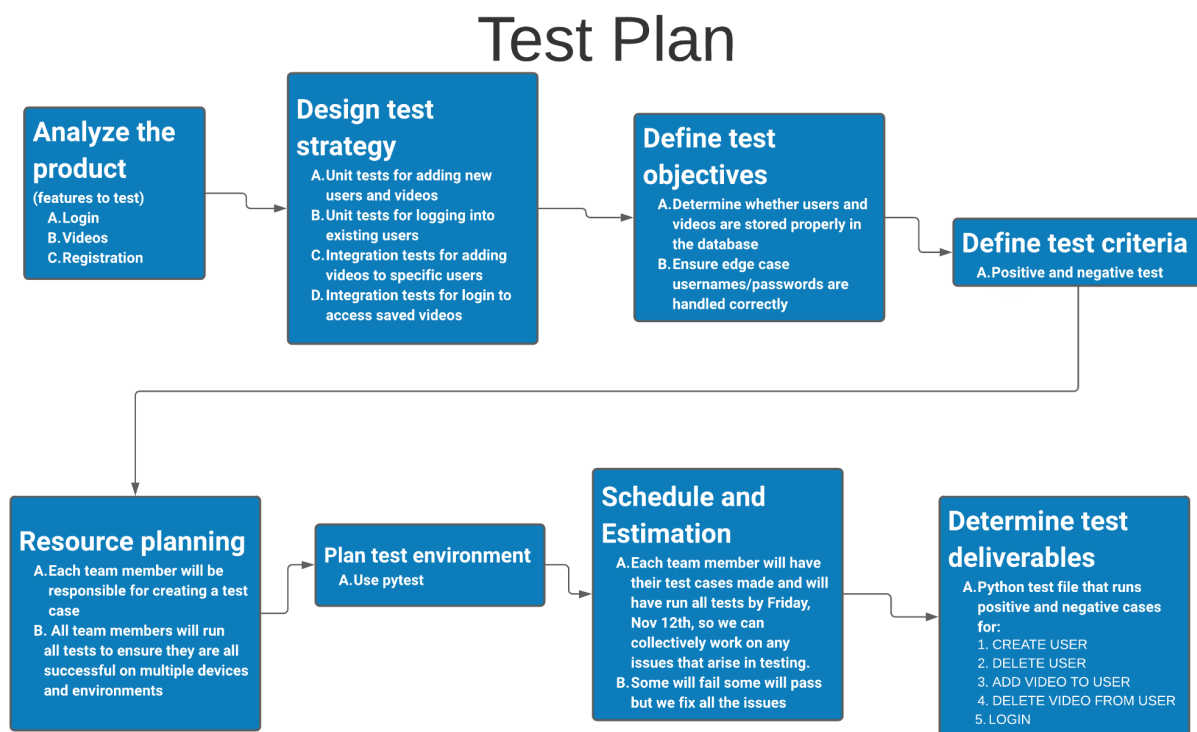 Test Plan
Analyze the
product
(features to test)
A.Login
B.Videos
C.Registration
Design test
strategy
A.Unit tests for adding new
users and videos
B.Unit tests for logging into
existing users
C.Integration tests for adding
videos to specific users
D.Integration tests for login to
access saved videos
Define test
objectives
A.Determine whether users and
videos are stored properly in
the database
B.Ensure edge case
usernames/passwords are
handled correctly
Define test criteria
A.Positive and negative test
Resource planning
A.Each team member will be
responsible for creating a test
case
B. All team members will run
all tests to ensure they are all
successful on multiple devices
and environments
Plan test environment
A.Use pytest
Schedule and
Estimation
A.Each team member will have
their test cases made and will
have run all tests by Friday,
Nov 12th, so we can
collectively work on any
issues that arise in testing.
B.Some will fail some will pass
but we fix all the issues
Determine test
deliverables
A.Python test file that runs
positive and negative cases
for:
1. CREATE USER
2. DELETE USER
3. ADD VIDEO TO USER
4. DELETE VIDEO FROM USER
5. LOGIN